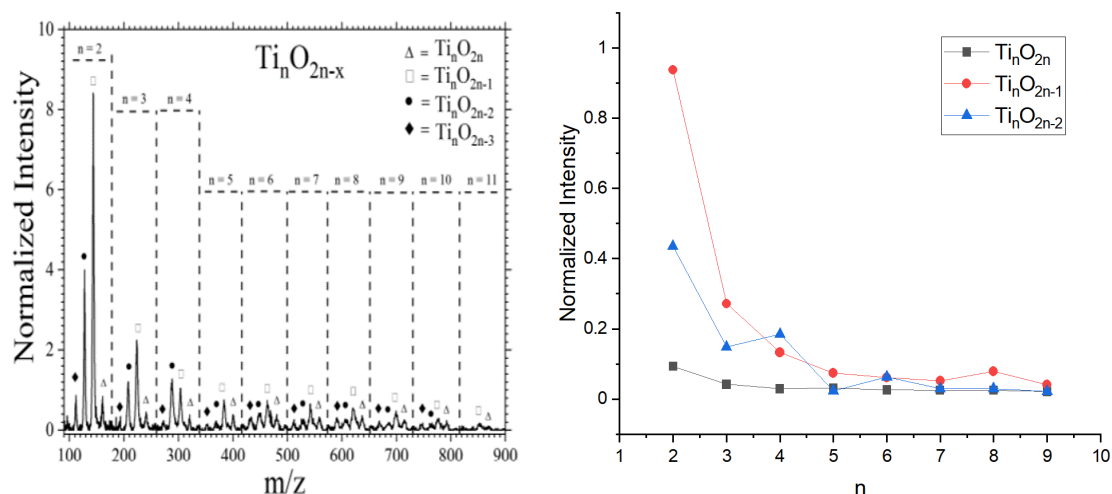 10
8
6
4
2
0
Normalized Intensity
TiₙO₂ₙ₋ₓ
Δ = TiₙO₂ₙ
▯ = TiₙO₂ₙ₋₁
● = TiₙO₂ₙ₋₂
◆ = TiₙO₂ₙ₋₃
n = 2
n = 3
n = 4
n = 5
n = 6
n = 7
n = 8
n = 9
n = 10
n = 11
100 200 300 400 500 600 700 800 900
m/z
1
0.8
0.6
0.4
0.2
0
Normalized Intensity
TiₙO₂ₙ
TiₙO₂ₙ₋₁
TiₙO₂ₙ₋₂
1 2 3 4 5 6 7 8 9 10
n